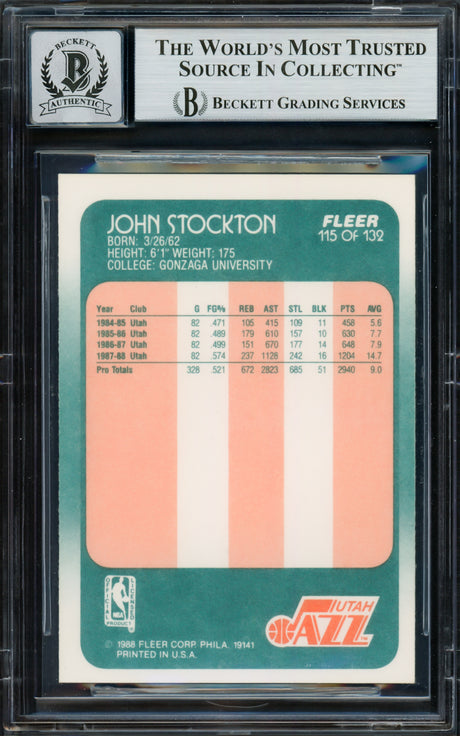 BECKETT
B
AUTHENTIC
THE WORLD'S MOST TRUSTED
SOURCE IN COLLECTING™
B BECKETT GRADING SERVICES
JOHN STOCKTON
BORN: 3/26/62
HEIGHT: 6'1" WEIGHT: 175
COLLEGE: GONZAGA UNIVERSITY
FLEER
115 OF 132
Year Club G FG% REB AST STL BLK PTS AVG
1984-85 Utah 82 .471 105 415 109 11 458 5.6
1985-86 Utah 82 .489 179 610 157 10 630 7.7
1986-87 Utah 82 .499 151 670 177 14 648 7.9
1987-88 Utah 82 .574 237 1128 242 16 1204 14.7
Pro Totals 328 .521 672 2823 685 51 2940 9.0
OFFICIAL LICENSED
NBA
PRODUCT
UTAH
JAZZ
© 1988 FLEER CORP. PHILA. 19141
PRINTED IN U.S.A.